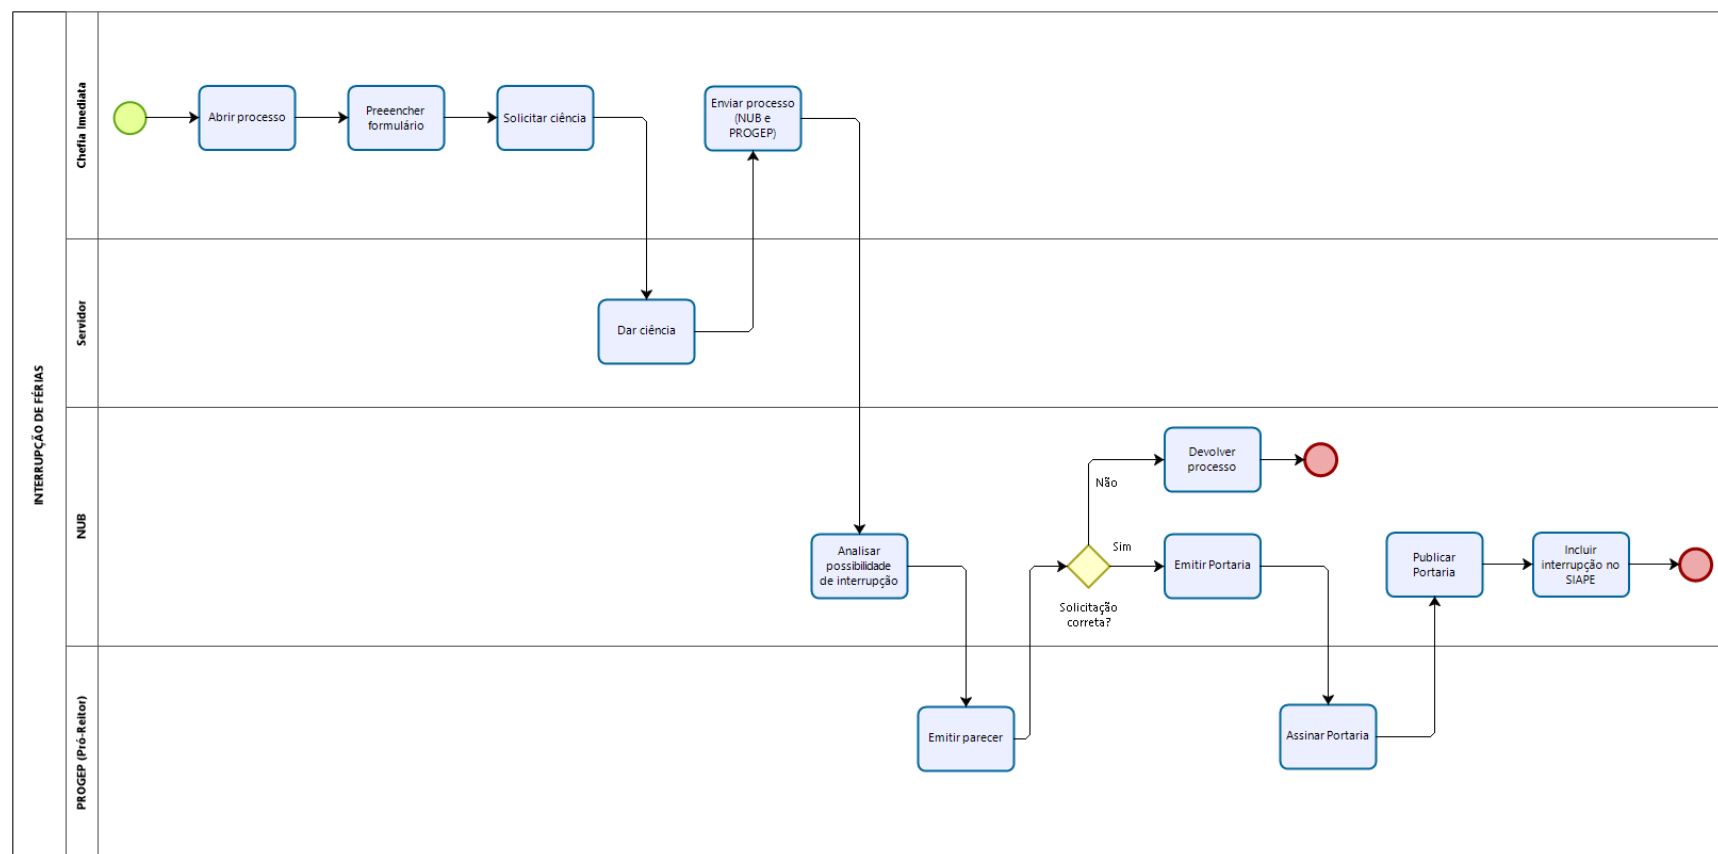 INTERRUPÇÃO DE FÉRIAS
Chefia Imediata
Abrir processo
Preeencher
formulário
Solicitar ciência
Enviar processo
(NUB e
PROGEP)
Servidor
Dar ciência
NUB
Analisar
possibilidade
de interrupção
Solicitação
correta?
Não
Devolver
processo
Sim
Emitir Portaria
Publicar
Portaria
Incluir
interrupção no
SIAPE
PROGEP (Pró-Reitor)
Emitir parecer
Assinar Portaria